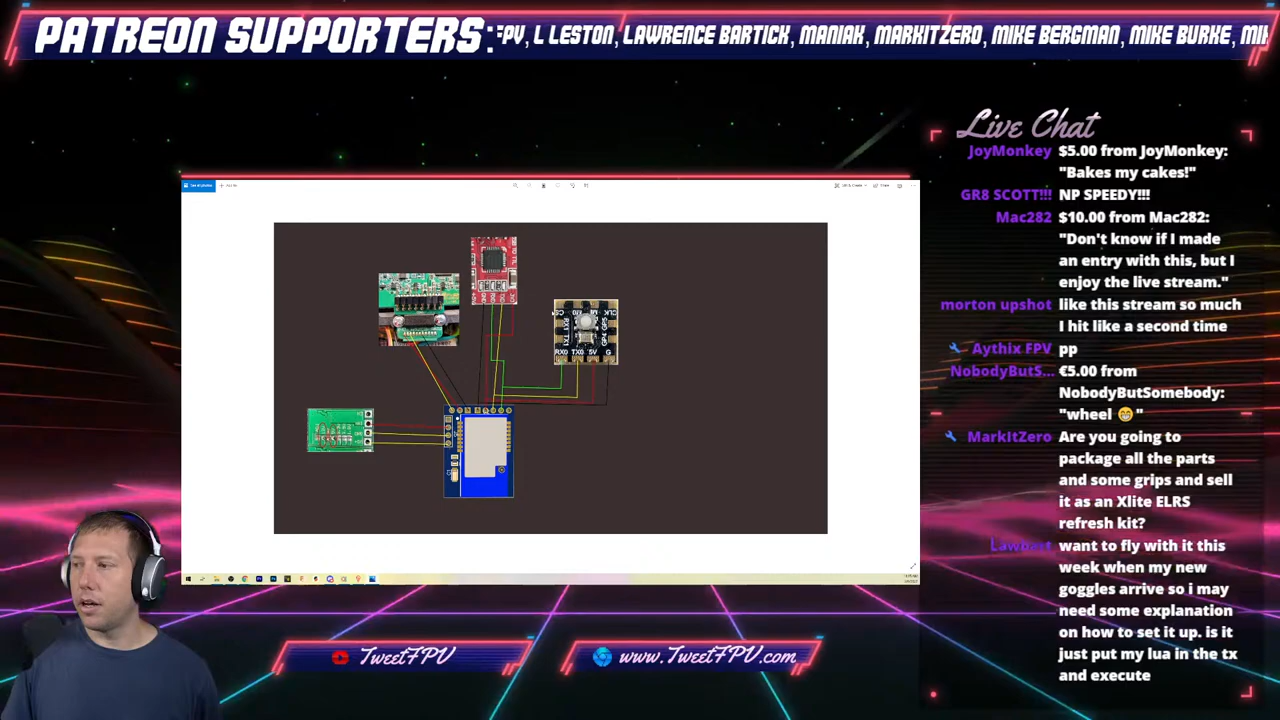 PATREON SUPPORTERS:
FPV, L LESTON, LAWRENCE BARTICK, MANIAK, MARKITZERO, MIKE BERGMAN, MIKE BURKE,
Live Chat
JoyMonkey $5.00 from JoyMonkey:
"Bakes my cakes!"
GR8 SCOTT!!! NP SPEEDY!!!
Mac282 $10.00 from Mac282:
"Don't know if I made
an entry with this, but I
enjoy the live stream."
morton upshot like this stream so much
I hit like a second time
Aythix FPV pp
NobodyButS... €5.00 from
NobodyButSomebody:
"wheel 😁"
MarkItZero Are you going to
package all the parts
and some grips and sell
it as an Xlite ELRS
refresh kit?
want to fly with it this
week when my new
goggles arrive so i may
need some explanation
on how to set it up. is it
just put my lua in the tx
and execute
RX0 TX0 5V G
TweetFPV
www.TweetFPV.com